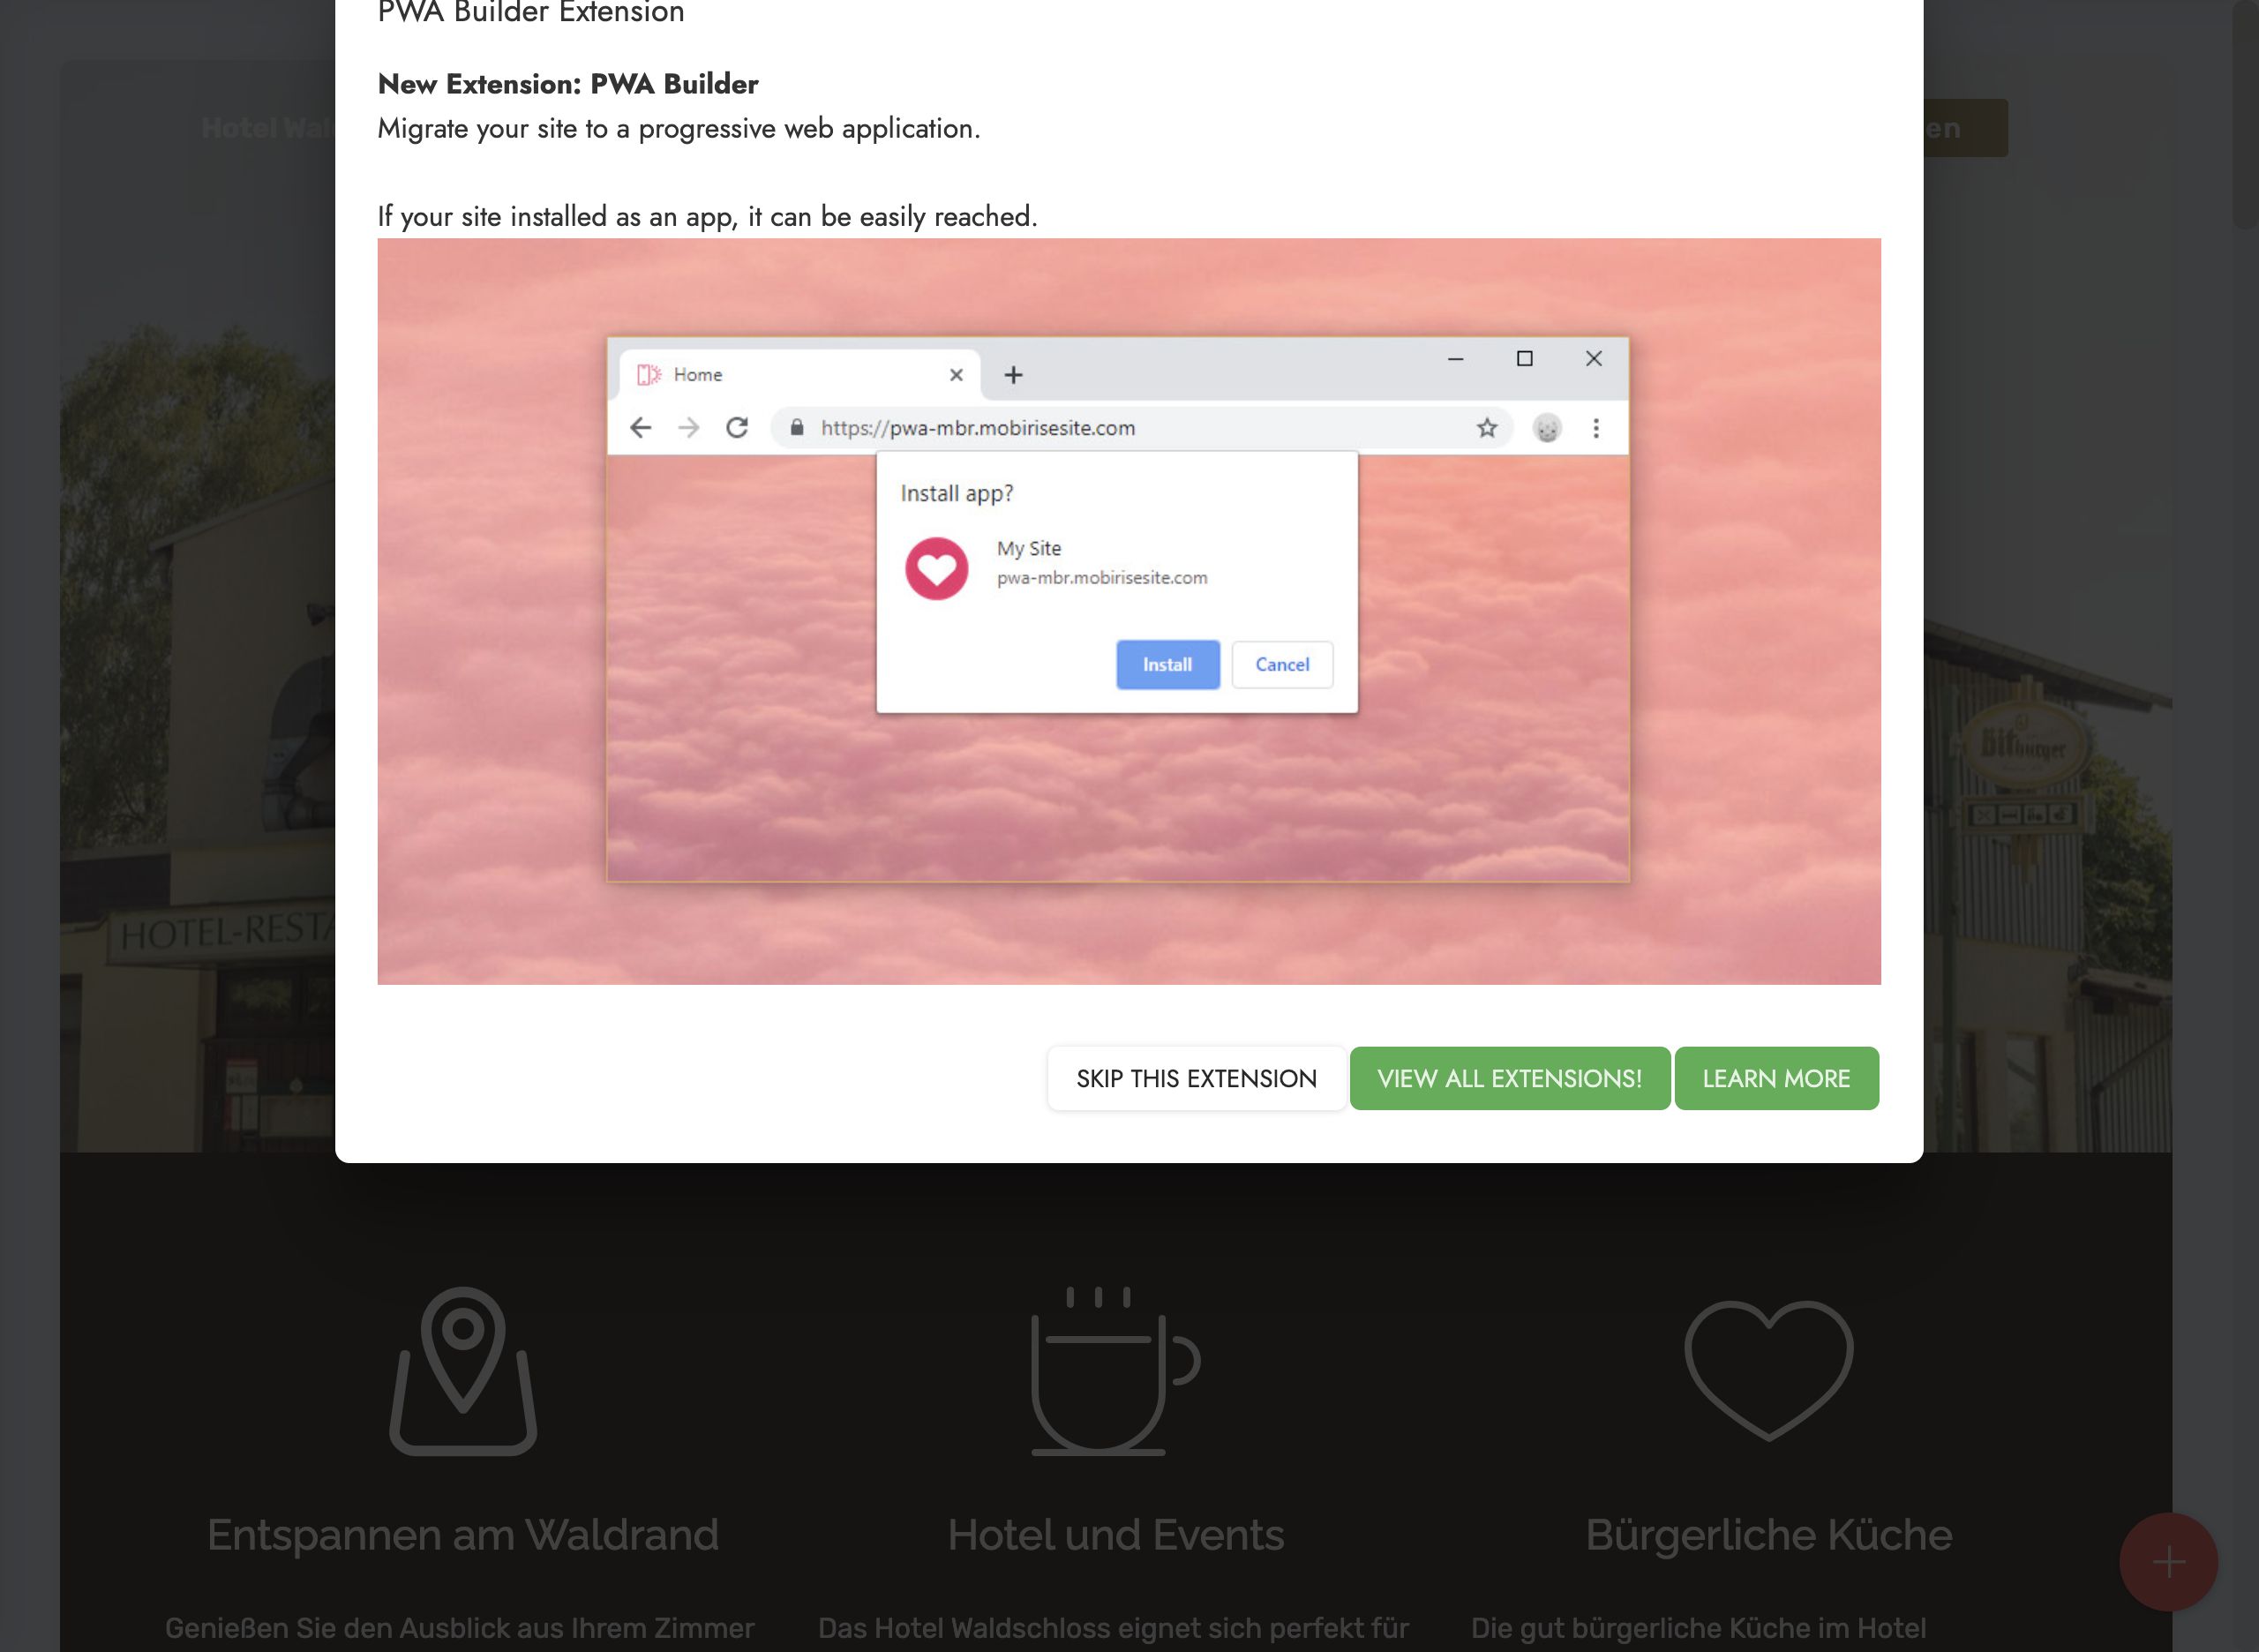 PWA Builder Extension
New Extension: PWA Builder
Hotel Wal
en
Migrate your site to a progressive web application.
If your site installed as an app, it can be easily reached.
Home
https://pwa-mbr.mobirisesite.com
Install app?
My Site
pwa-mbr.mobirisesite.com
Install Cancel
Bitburger
HOTEL-RESTA
SKIP THIS EXTENSION VIEW ALL EXTENSIONS! LEARN MORE
Entspannen am Waldrand Hotel und Events Bürgerliche Küche
Genießen Sie den Ausblick aus Ihrem Zimmer Das Hotel Waldschloss eignet sich perfekt für Die gut bürgerliche Küche im Hotel